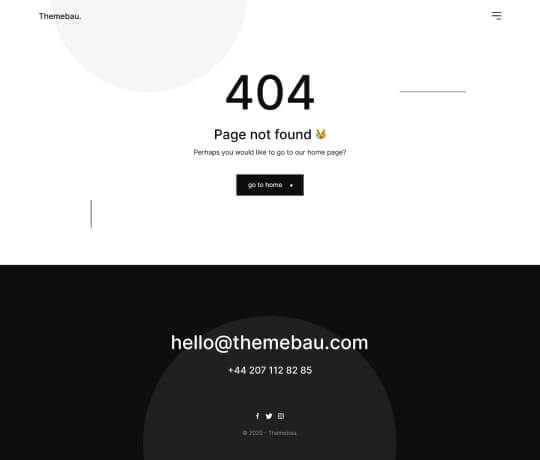 Themebau.
404
Page not found 😿
Perhaps you would like to go to our home page?
go to home
hello@themebau.com
+44 207 112 82 85
© 2020 - Themebau.